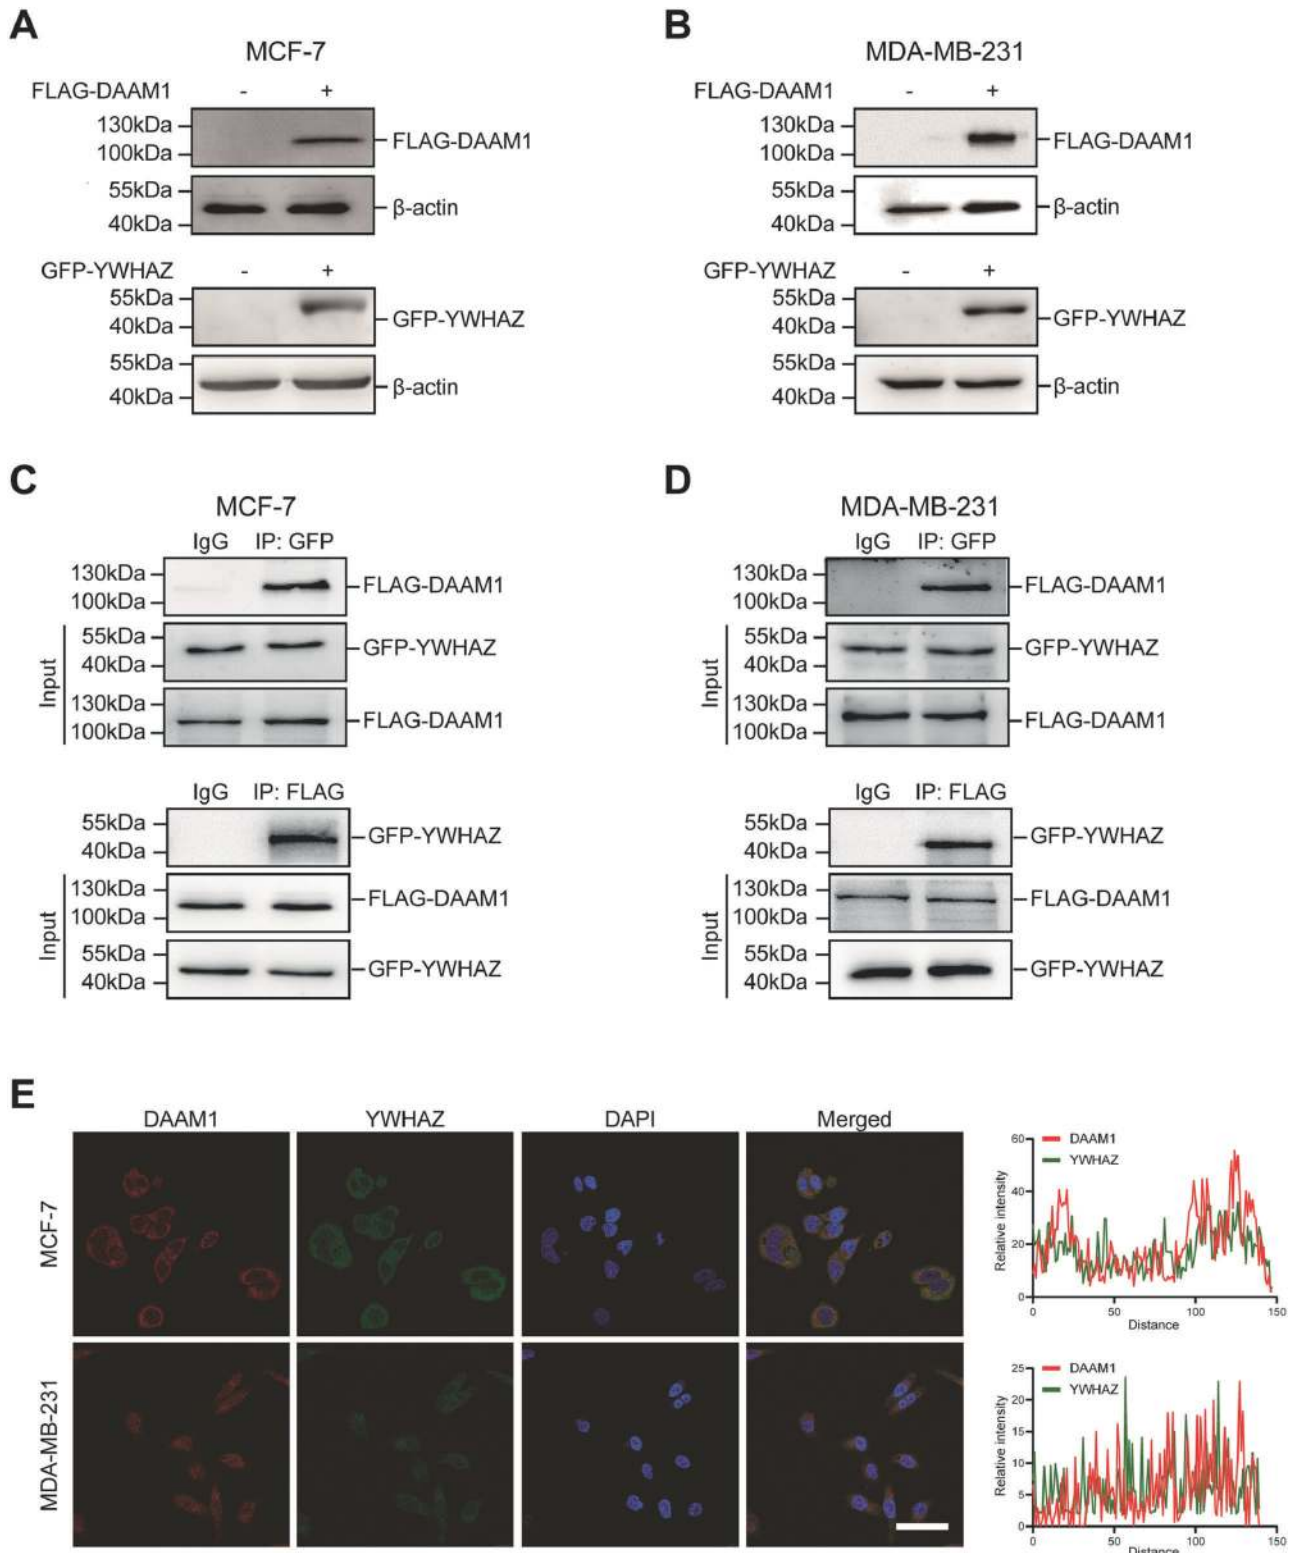 A
MCF-7
FLAG-DAAM1 - +
130kDa
100kDa
FLAG-DAAM1
55kDa
40kDa
β-actin
GFP-YWHAZ - +
55kDa
40kDa
GFP-YWHAZ
55kDa
40kDa
β-actin
B
MDA-MB-231
FLAG-DAAM1 - +
130kDa
100kDa
FLAG-DAAM1
55kDa
40kDa
β-actin
GFP-YWHAZ - +
55kDa
40kDa
GFP-YWHAZ
55kDa
40kDa
β-actin
C
MCF-7
IgG IP: GFP
130kDa
100kDa
FLAG-DAAM1
Input
55kDa
40kDa
GFP-YWHAZ
130kDa
100kDa
FLAG-DAAM1
IgG IP: FLAG
55kDa
40kDa
GFP-YWHAZ
Input
130kDa
100kDa
FLAG-DAAM1
55kDa
40kDa
GFP-YWHAZ
D
MDA-MB-231
IgG IP: GFP
130kDa
100kDa
FLAG-DAAM1
Input
55kDa
40kDa
GFP-YWHAZ
130kDa
100kDa
FLAG-DAAM1
IgG IP: FLAG
55kDa
40kDa
GFP-YWHAZ
Input
130kDa
100kDa
FLAG-DAAM1
55kDa
40kDa
GFP-YWHAZ
E
DAAM1 YWHAZ DAPI Merged
MCF-7
MDA-MB-231
DAAM1
YWHAZ
Relative intensity
60
40
20
0
0 50 100 150
Distance
DAAM1
YWHAZ
Relative intensity
25
20
15
10
5
0
0 50 100 150
Distance